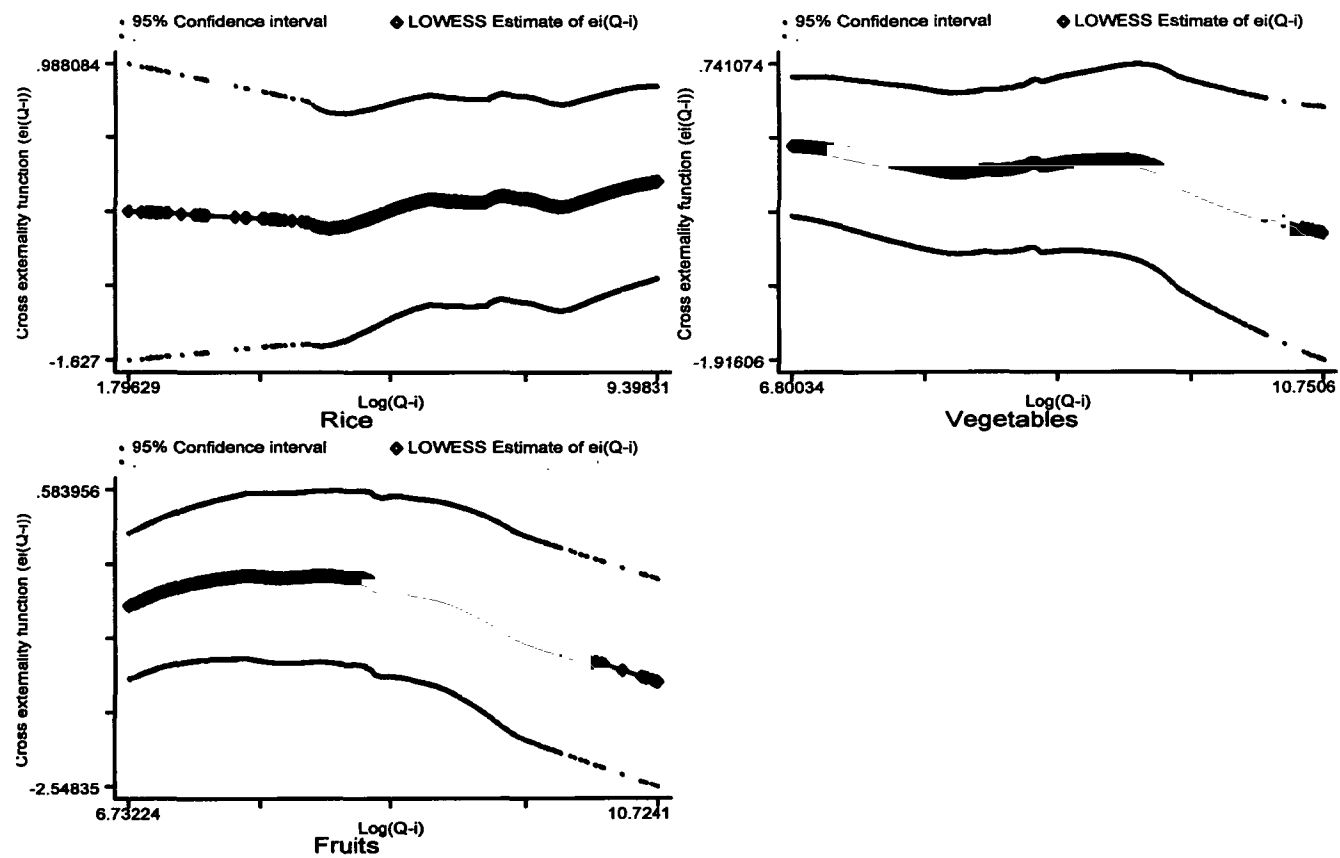 95% Confidence interval
LOWESS Estimate of ei(Q-i)
.988084
Cross externality function (ei(Q-i))
-1.627
1.79629
9.39831
Log(Q-i)
Rice
95% Confidence interval
LOWESS Estimate of ei(Q-i)
.741074
Cross externality function (ei(Q-i))
-1.91606
6.80034
10.7506
Log(Q-i)
Vegetables
95% Confidence interval
LOWESS Estimate of ei(Q-i)
.583956
Cross externality function (ei(Q-i))
-2.54835
6.73224
10.7241
Log(Q-i)
Fruits